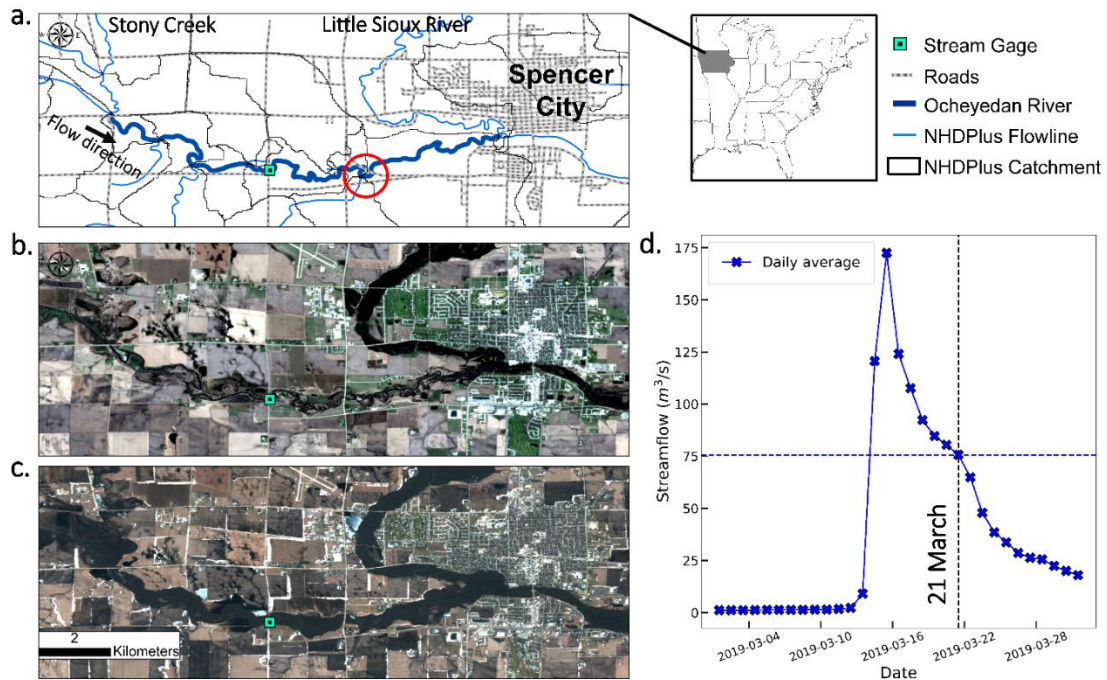 a.
Stony Creek
Little Sioux River
Spencer
City
Flow direction
Stream Gage
Roads
Ocheyedan River
NHDPlus Flowline
NHDPlus Catchment
b.
c.
2
Kilometers
d.
Daily average
Streamflow (m³/s)
175
150
125
100
75
50
25
0
21 March
2019-03-04
2019-03-10
2019-03-16
2019-03-22
2019-03-28
Date